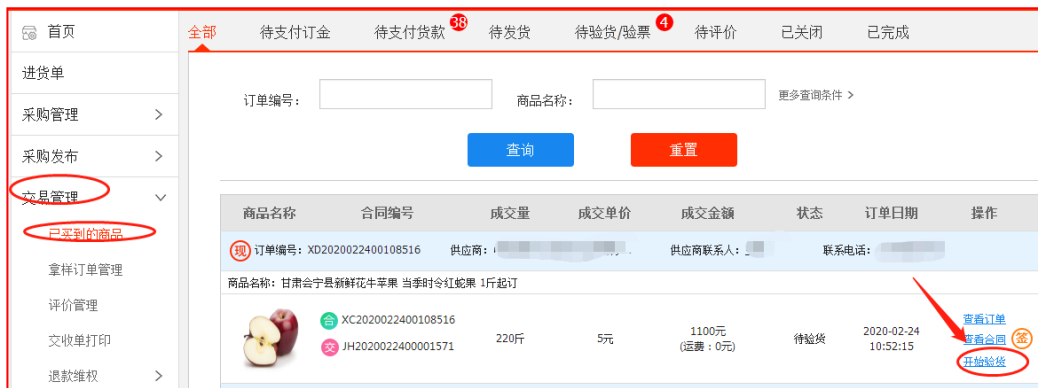 首页
全部 待支付订金 待支付货款 38 待发货 待验货/验票 4 待评价 已关闭 已完成
进货单
订单编号： 商品名称： 更多查询条件 >
采购管理 >
采购发布 >
查询 重置
交易管理
商品名称 合同编号 成交量 成交单价 成交金额 状态 订单日期 操作
已买到的商品
现 订单编号：XD2020022400108516 供应商： 供应商联系人： 联系电话：
拿样订单管理
商品名称：甘肃会宁县新鲜花牛苹果 当季时令红蛇果 1斤起订
评价管理
合 XC2020022400108516
交 JH2020022400001571
220斤 5元 1100元
(运费：0元)
待验货 2020-02-24
10:52:15
查看订单
查看合同 签
开始验货
交收单打印
退款维权 >